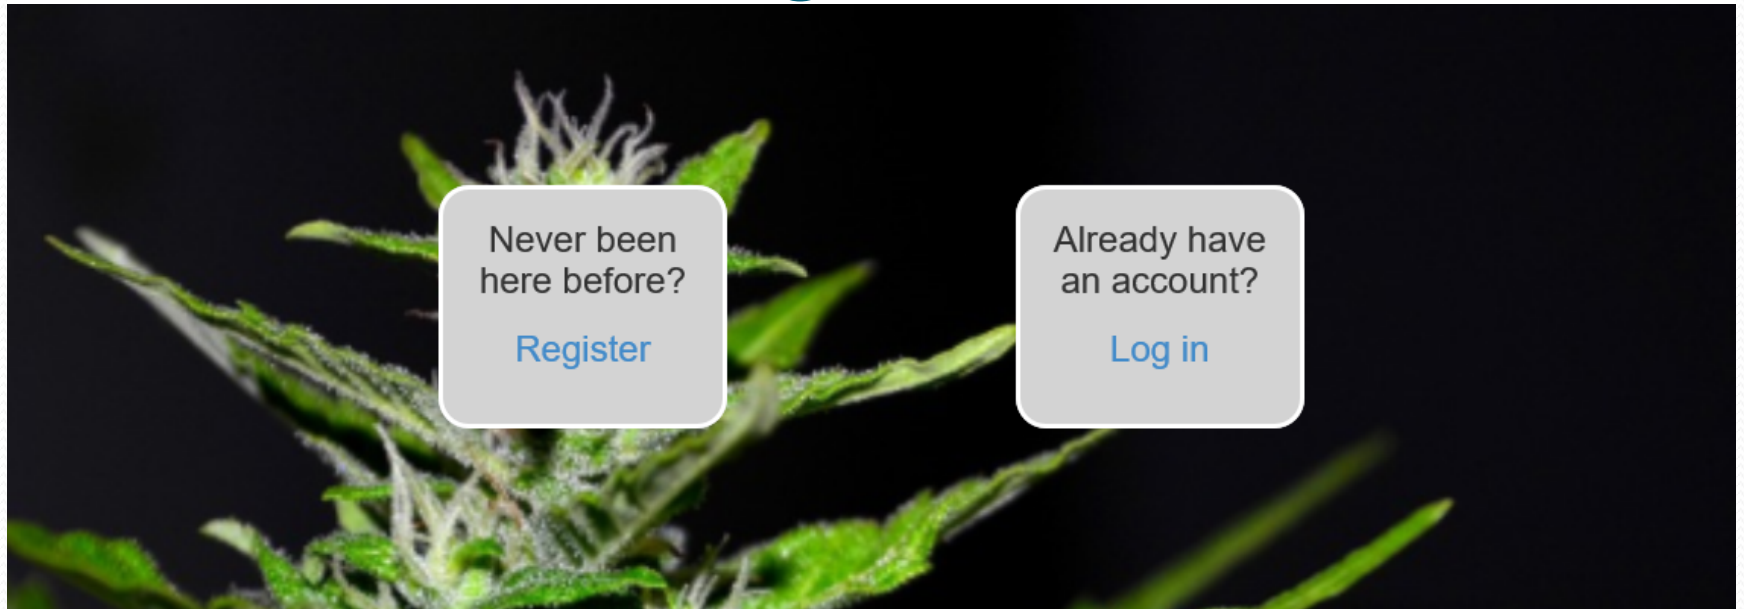 Never been
here before?
Register
Already have
an account?
Log in